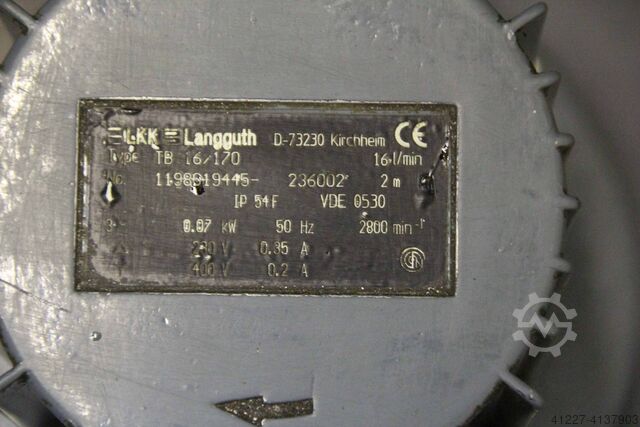 LKK Langguth D-73230 Kirchheim CE
Type TB 16/170 16 l/min
No. 1198919445- 236002 2 m
IP 54F VDE 0530
3~ 0.07 kW 50 Hz 2800 min-1
230 V 0.35 A
Y 400 V 0.2 A
41227-4137903